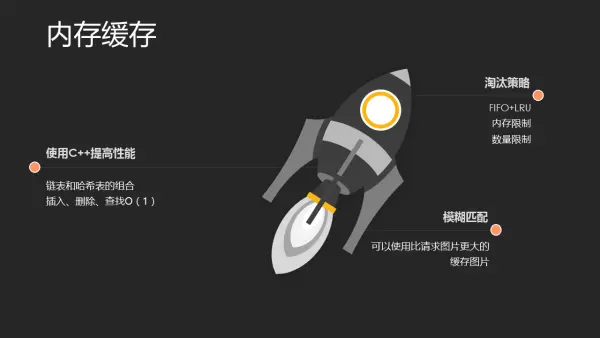 内存缓存
淘汰策略
FIFO+LRU
内存限制
数量限制
使用C++提高性能
链表和哈希表的组合
插入、删除、查找O（1）
模糊匹配
可以使用比请求图片更大的
缓存图片